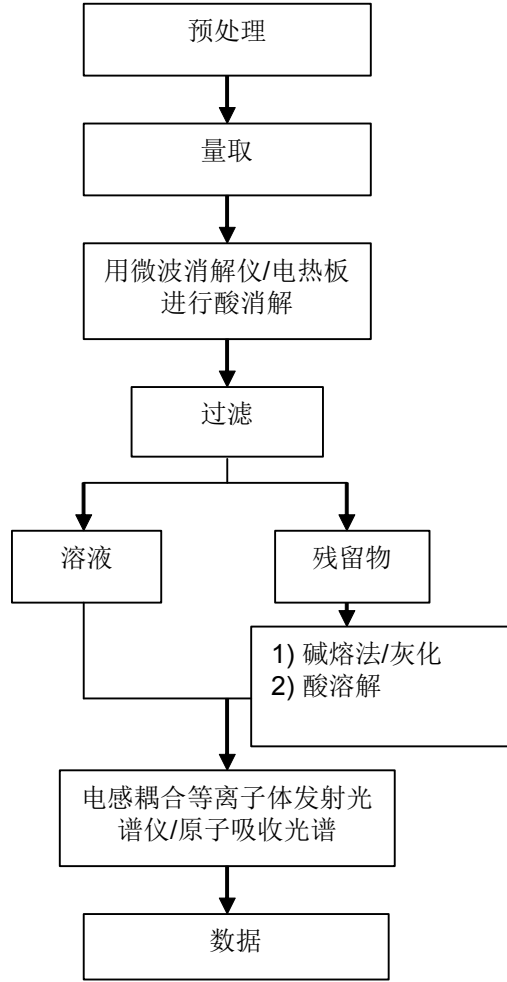 预处理
量取
用微波消解仪/电热板
进行酸消解
过滤
溶液
残留物
1) 碱熔法/灰化
2) 酸溶解
电感耦合等离子体发射光
谱仪/原子吸收光谱
数据